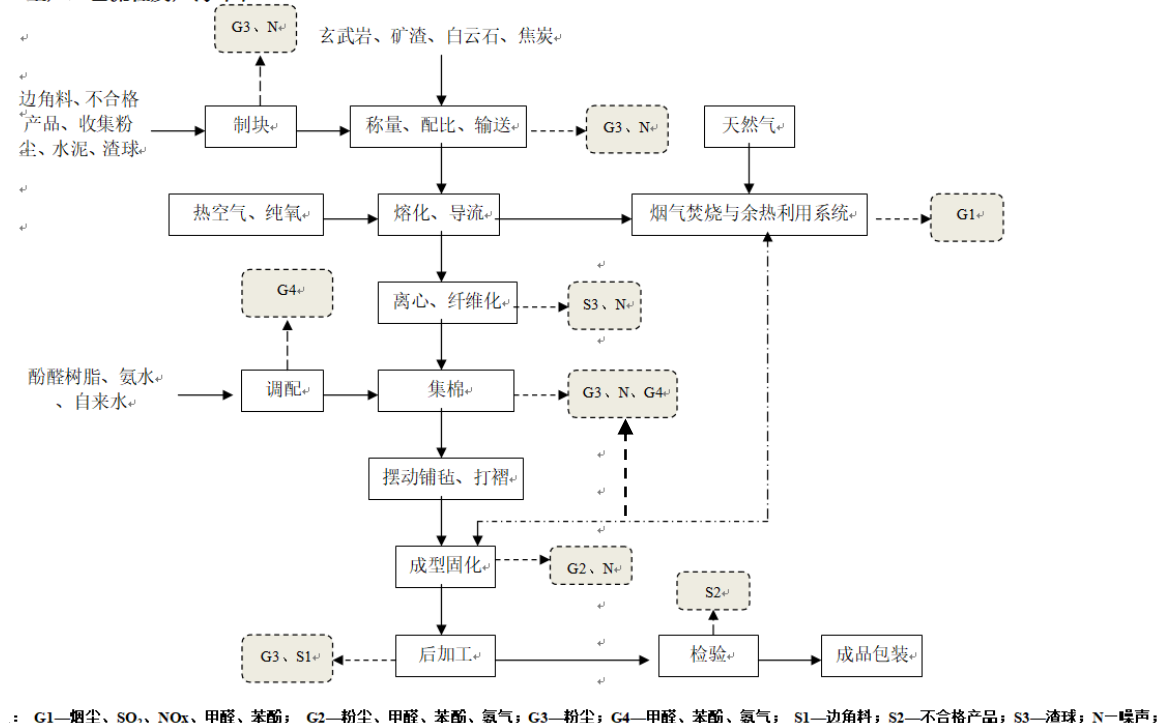 G3、N
玄武岩、矿渣、白云石、焦炭
边角料、不合格
产品、收集粉
尘、水泥、渣球
制块
称量、配比、输送
G3、N
天然气
热空气、纯氧
熔化、导流
烟气焚烧与余热利用系统
G1
G4
离心、纤维化
S3、N
酚醛树脂、氨水
、自来水
调配
集棉
G3、N、G4
摆动铺毡、打褶
成型固化
G2、N
S2
G3、S1
后加工
检验
成品包装
： G1—烟尘、SO₂、NOx、甲醛、苯酚； G2—粉尘、甲醛、苯酚、氨气；G3—粉尘；G4—甲醛、苯酚、氨气； S1—边角料；S2—不合格产品；S3—渣球；N—噪声；